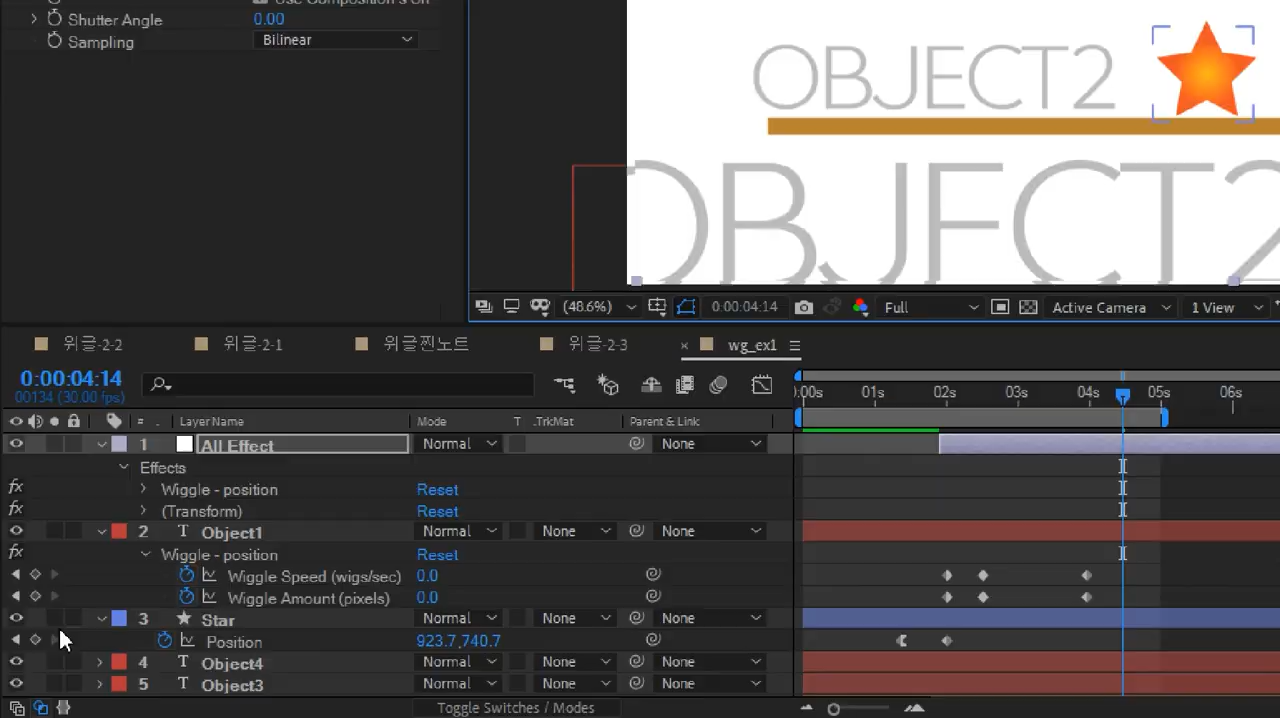 Shutter Angle
0.00
Sampling
Bilinear
OBJECT2
(48.6%)
0:00:04:14
Full
Active Camera
1 View
위글-2-2
위글-2-1
위글찐노트
위글-2-3
× wg_ex1
0:00:04:14
00134 (30.00 fps)
:00s 01s 02s 03s 04s 05s 06s
# . Layer Name Mode T .TrkMat Parent & Link
1 All Effect Normal None
Effects
fx Wiggle - position Reset
fx (Transform) Reset
2 T Object1 Normal None None
fx Wiggle - position Reset
Wiggle Speed (wigs/sec) 0.0
Wiggle Amount (pixels) 0.0
3 Star Normal None None
Position 923.7,740.7
4 T Object4 Normal None None
5 T Object3 Normal None None
Toggle Switches / Modes